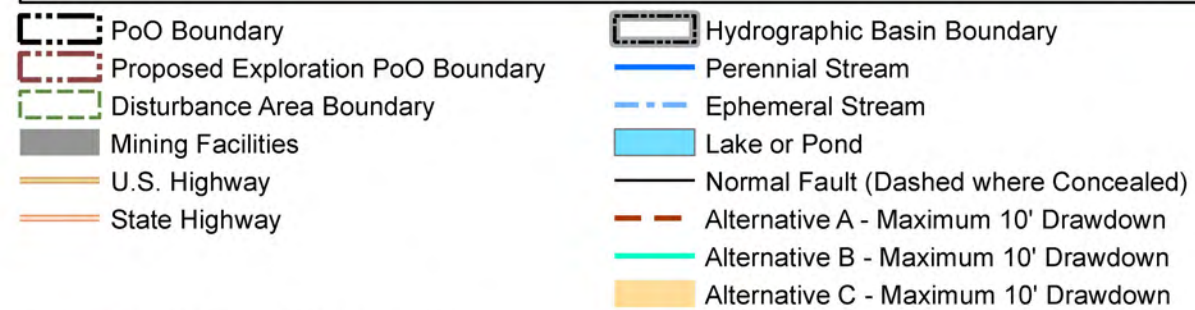 PoO Boundary
Proposed Exploration PoO Boundary
Disturbance Area Boundary
Mining Facilities
U.S. Highway
State Highway
Hydrographic Basin Boundary
Perennial Stream
Ephemeral Stream
Lake or Pond
Normal Fault (Dashed where Concealed)
Alternative A - Maximum 10' Drawdown
Alternative B - Maximum 10' Drawdown
Alternative C - Maximum 10' Drawdown